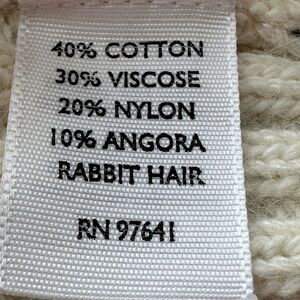 40% COTTON
30% VISCOSE
20% NYLON
10% ANGORA
RABBIT HAIR
RN 97641